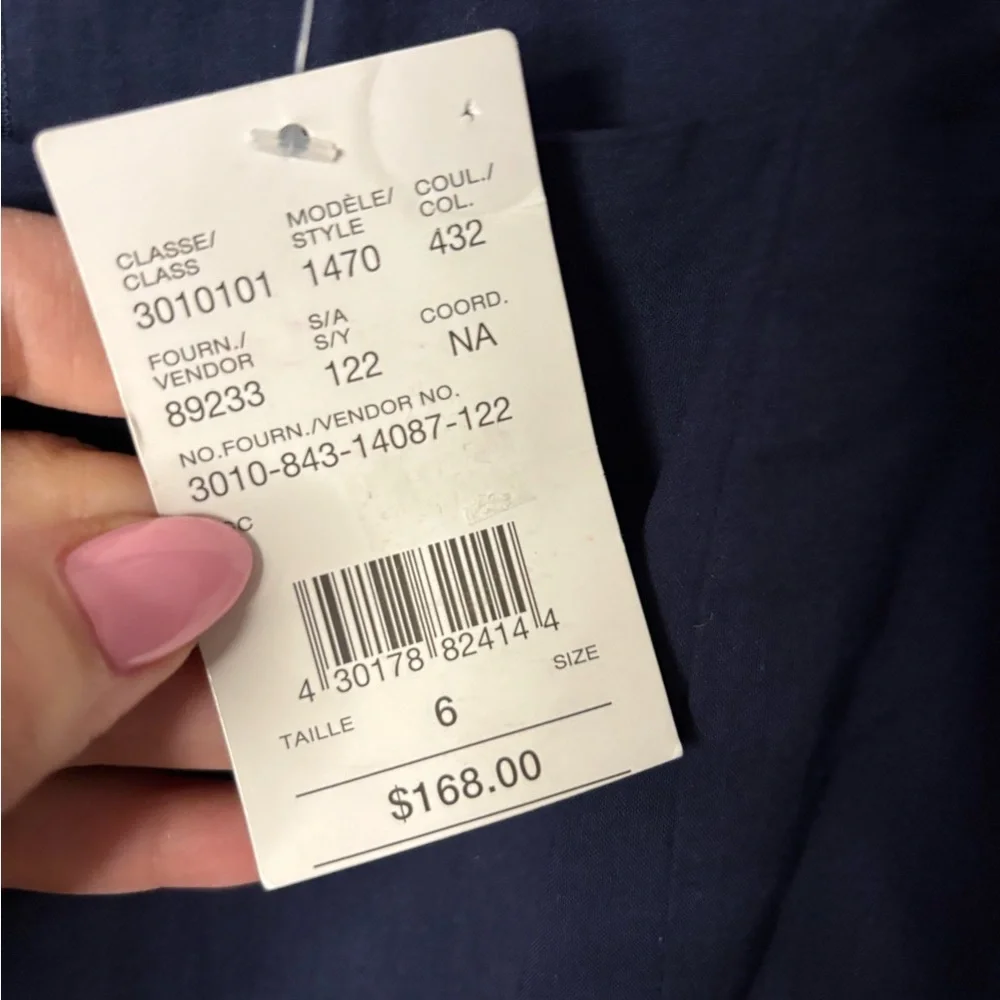 CLASSE/ MODÈLE/ COUL./
CLASS STYLE COL.
3010101 1470 432
FOURN./ S/A COORD.
VENDOR S/Y NA
89233 122
NO.FOURN./VENDOR NO.
3010-843-14087-122
4 30178 82414 4
TAILLE 6 SIZE
$168.00